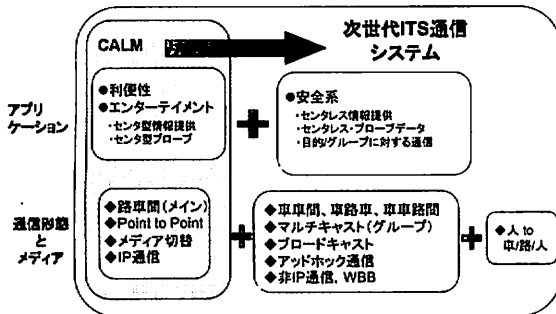 CALM
次世代ITS通信
システム
アプリ
ケーション
●利便性
●エンターテイメント
・センタ型情報提供
・センタ型プローブ
●安全系
・センタレス情報提供
・センタレス・プローブデータ
・目的/グループに対する通信
通信形態
と
メディア
◆路車間(メイン)
◆Point to Point
◆メディア切替
◆IP通信
◆車車間、車路車、車車路間
◆マルチキャスト(グループ)
◆ブロードキャスト
◆アッドホック通信
◆非IP通信, WBB
◆人 to
車/路/人